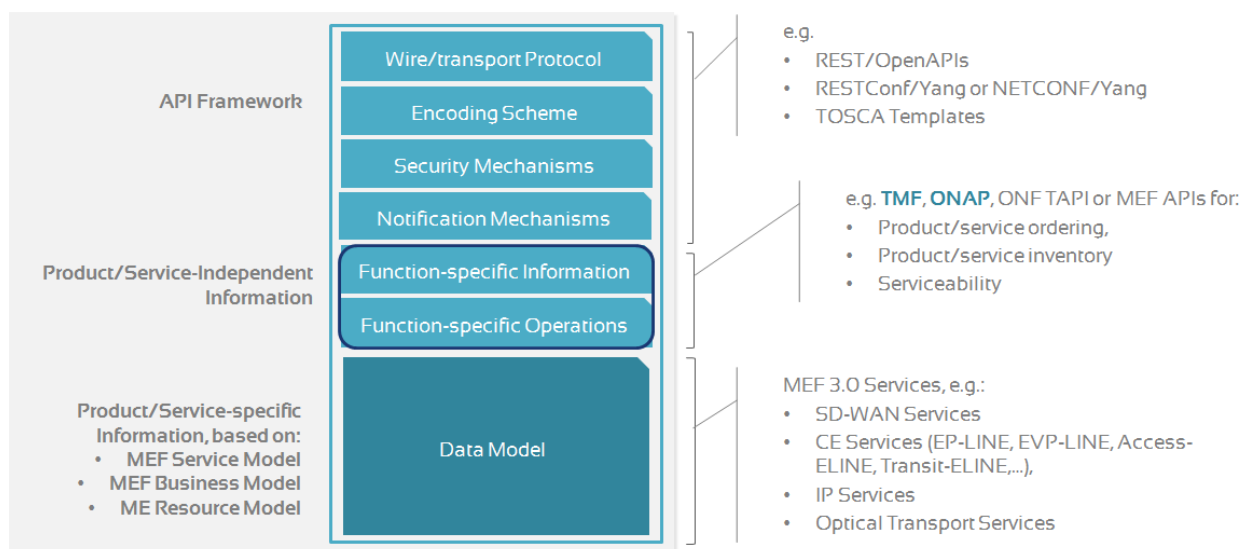 API Framework
Wire/transport Protocol
Encoding Scheme
Security Mechanisms
Notification Mechanisms
e.g.
• REST/OpenAPIs
• RESTConf/Yang or NETCONF/Yang
• TOSCA Templates
Product/Service-Independent
Information
Function-specific Information
Function-specific Operations
e.g. TMF, ONAP, ONF TAPI or MEF APIs for:
• Product/service ordering,
• Product/service inventory
• Serviceability
Product/Service-specific
Information, based on:
• MEF Service Model
• MEF Business Model
• ME Resource Model
Data Model
MEF 3.0 Services, e.g.:
• SD-WAN Services
• CE Services (EP-LINE, EVP-LINE, Access-
ELINE, Transit-ELINE,...),
• IP Services
• Optical Transport Services